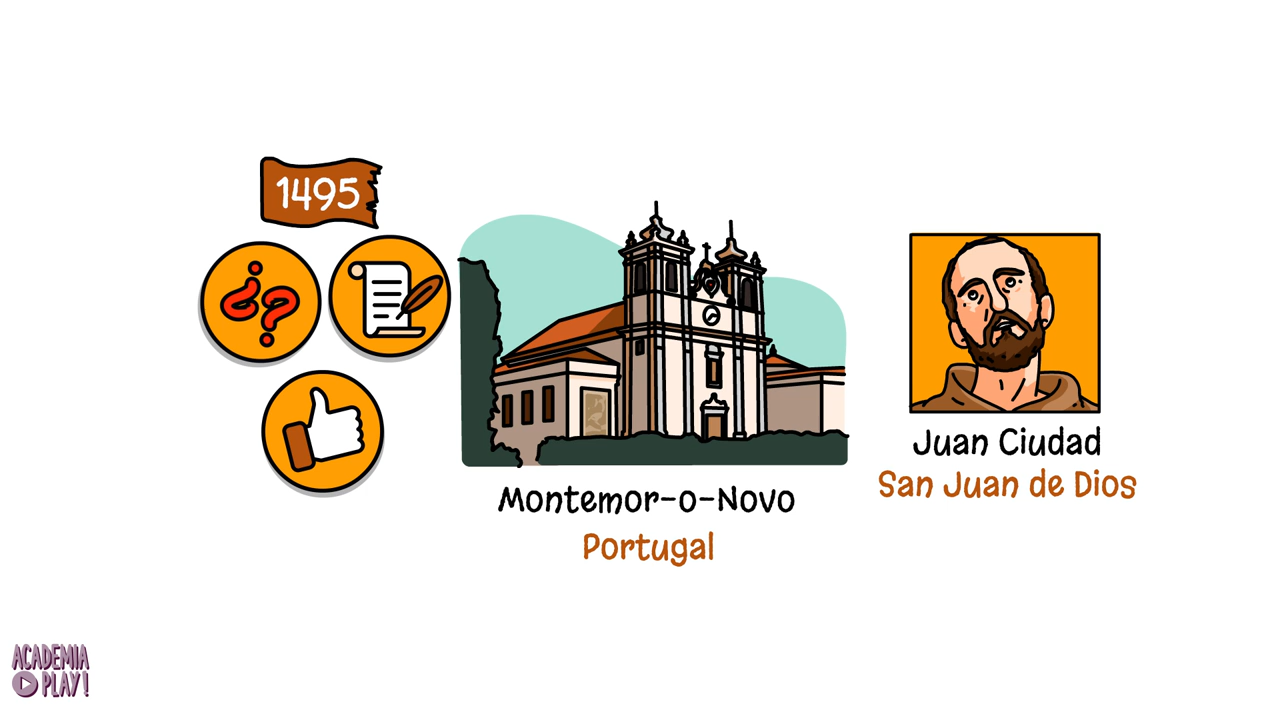 1495
¿?
Montemor-o-Novo
Portugal
Juan Ciudad
San Juan de Dios
ACADEMIA
PLAY!